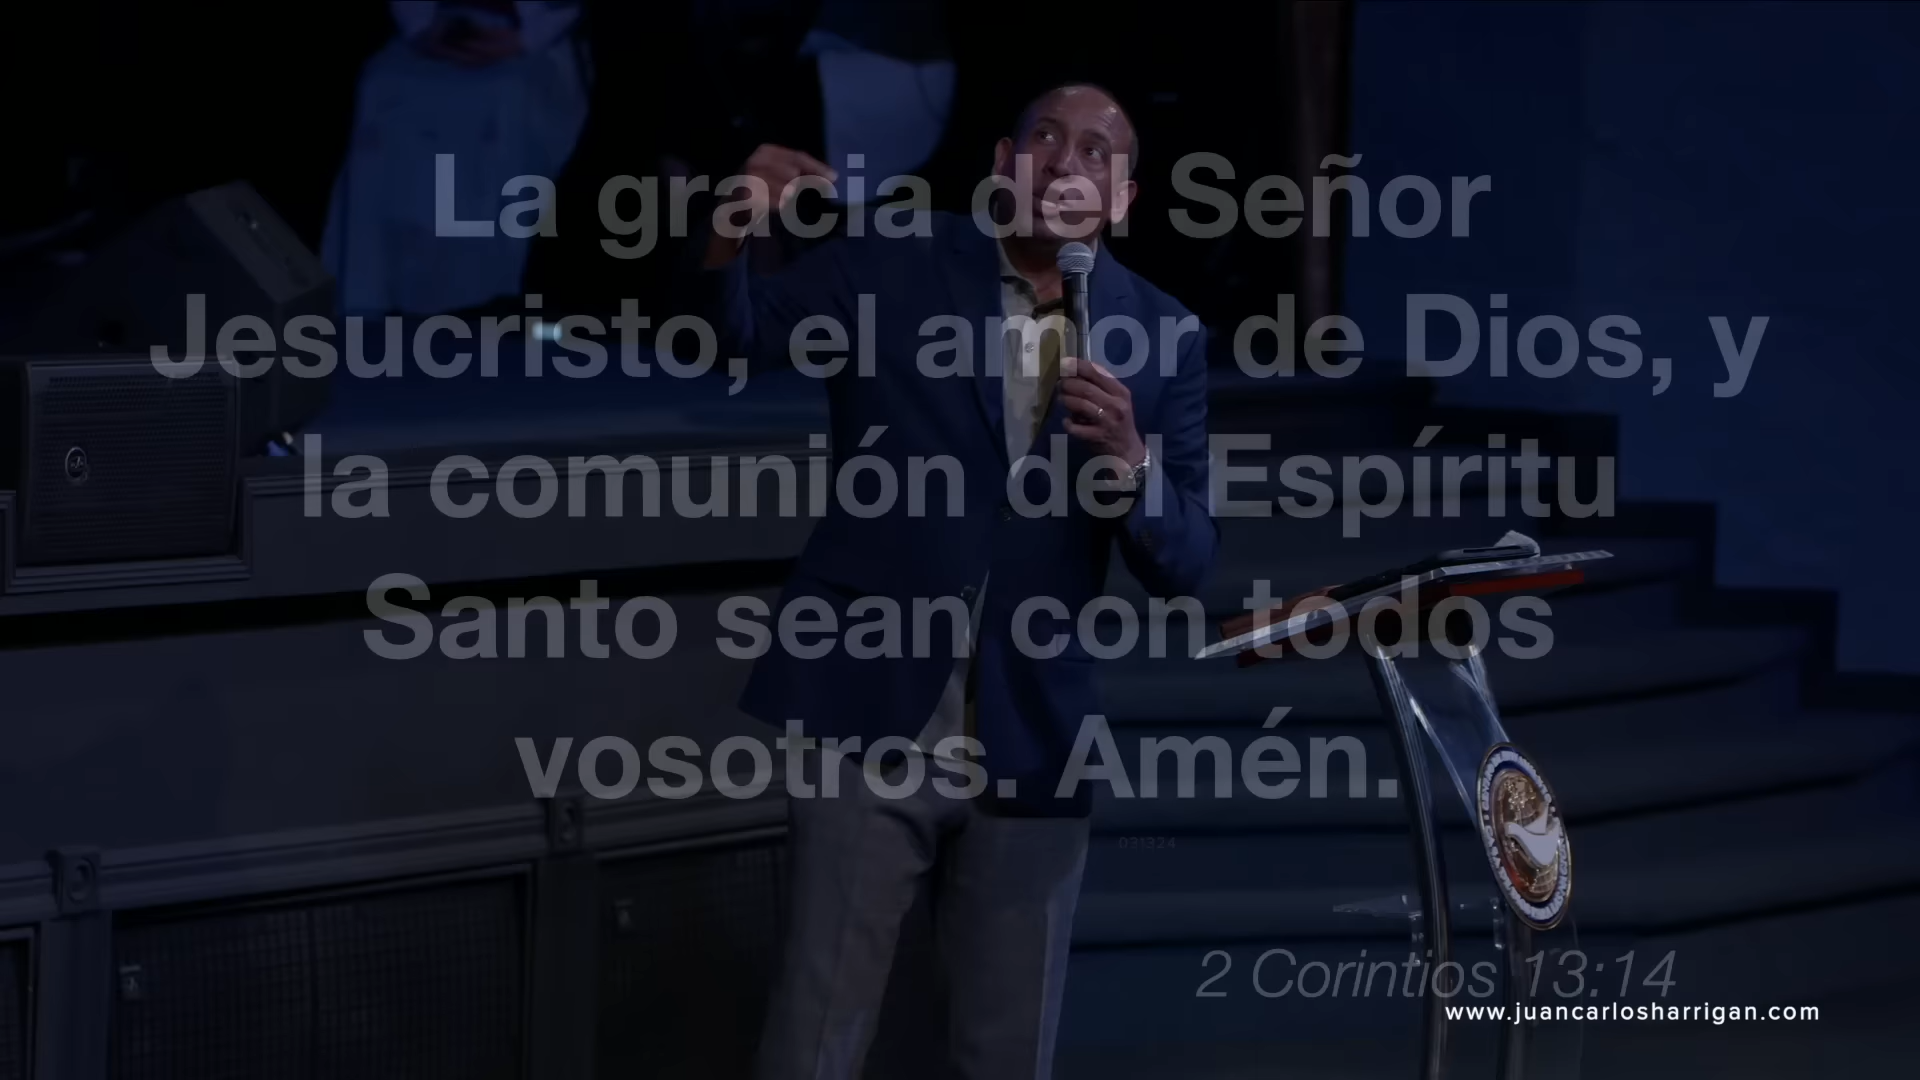 La gracia del Señor
Jesucristo, el amor de Dios, y
la comunión del Espíritu
Santo sean con todos
vosotros. Amén.
031324
2 Corintios 13:14
www.juancarlosharrigan.com